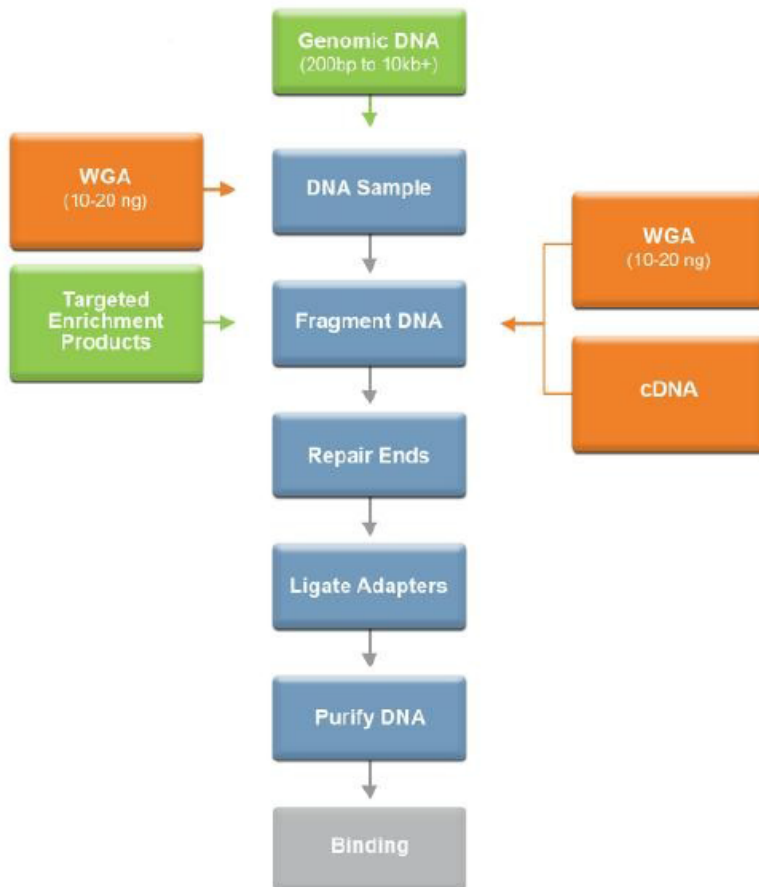 Genomic DNA
(200bp to 10kb+)
WGA
(10-20 ng)
DNA Sample
WGA
(10-20 ng)
Targeted
Enrichment
Products
Fragment DNA
cDNA
Repair Ends
Ligate Adapters
Purify DNA
Binding